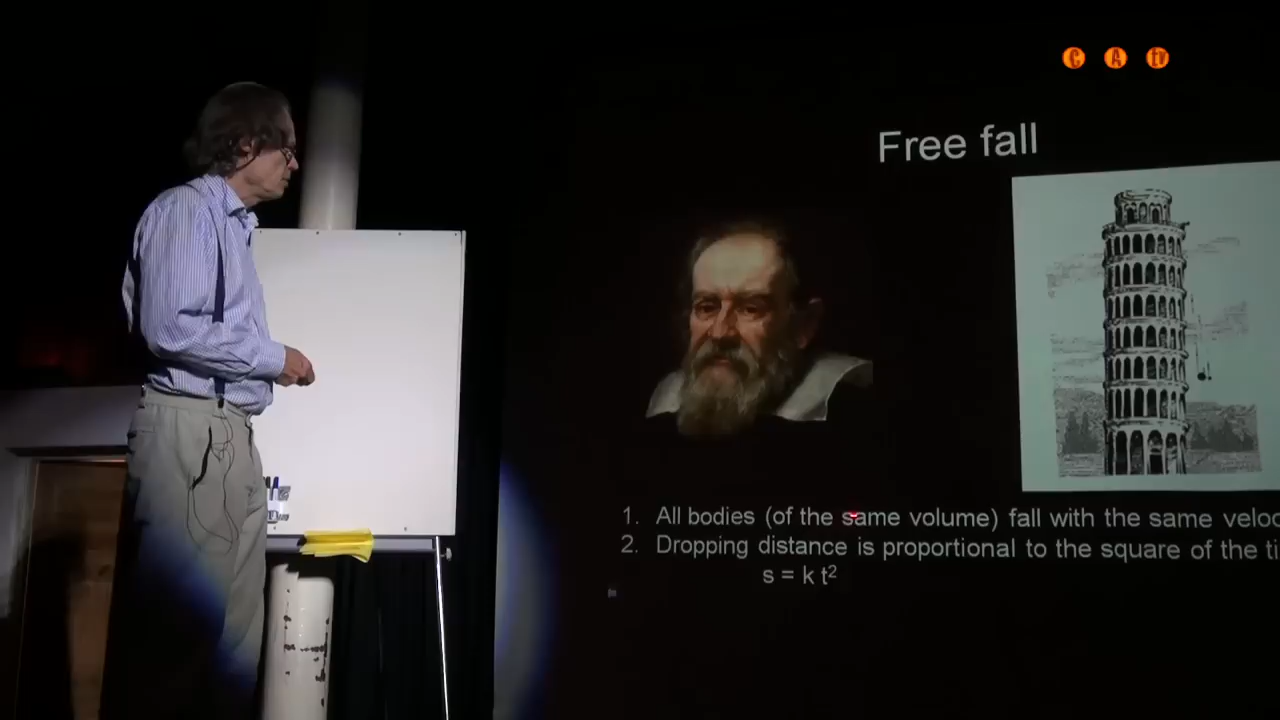 C A tv
Free fall
1. All bodies (of the same volume) fall with the same veloc
2. Dropping distance is proportional to the square of the ti
s = k t²